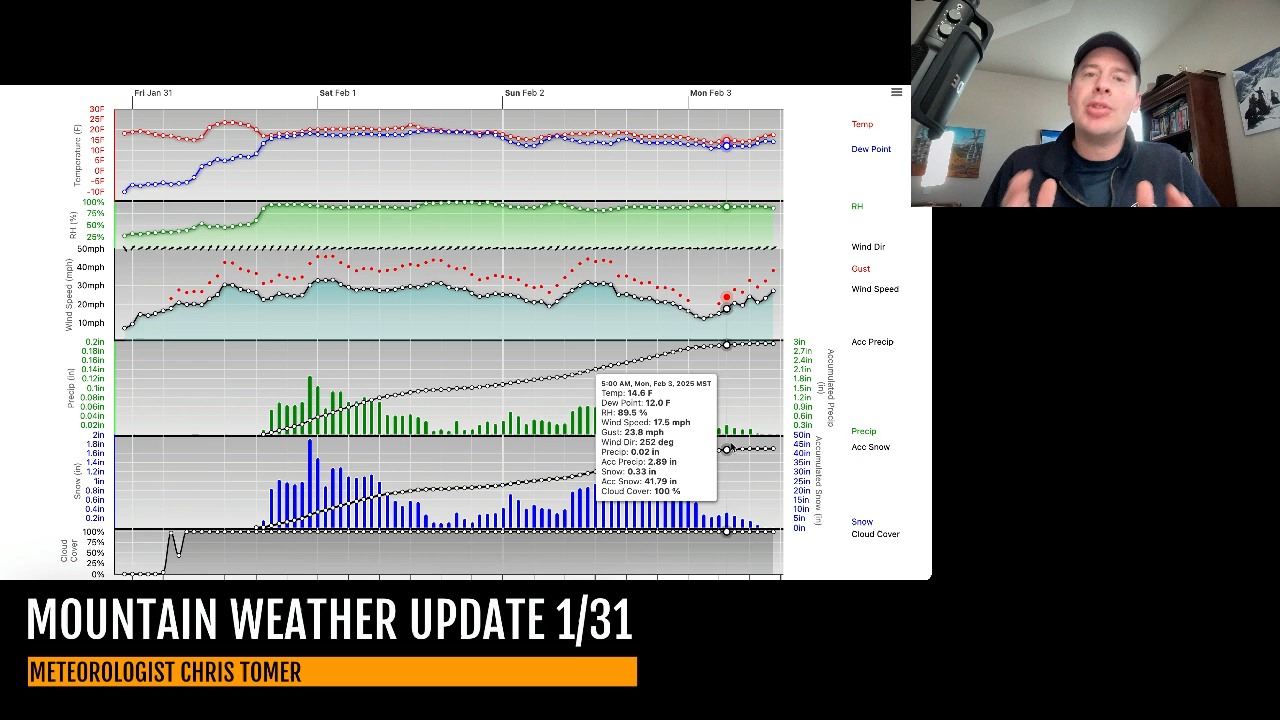 Fri Jan 31
Sat Feb 1
Sun Feb 2
Mon Feb 3
Temperature (F)
30F
25F
20F
15F
10F
5F
0F
-5F
-10F
Temp
Dew Point
RH (%)
100%
75%
50%
25%
RH
Wind Speed (mph)
50mph
40mph
30mph
20mph
10mph
Wind Dir
Gust
Wind Speed
Precip (in)
0.2in
0.18in
0.16in
0.14in
0.12in
0.1in
0.08in
0.06in
0.04in
0.02in
3in
2.7in
2.4in
2.1in
1.8in
1.5in
1.2in
0.9in
0.6in
0.3in
Accumulated Precip
(in)
Acc Precip
Precip
5:00 AM, Mon, Feb 3, 2025 MST
Temp: 14.6 F
Dew Point: 12.0 F
RH: 89.5 %
Wind Speed: 17.5 mph
Gust: 23.8 mph
Wind Dir: 252 deg
Precip: 0.02 in
Acc Precip: 2.89 in
Snow: 0.33 in
Acc Snow: 41.79 in
Cloud Cover: 100 %
Snow (in)
2in
1.8in
1.6in
1.4in
1.2in
1in
0.8in
0.6in
0.4in
0.2in
50in
45in
40in
35in
30in
25in
20in
15in
10in
5in
0in
Accumulated Snow (in)
Acc Snow
Snow
Cloud
Cover
100%
75%
50%
25%
0%
Cloud Cover
MOUNTAIN WEATHER UPDATE 1/31
METEOROLOGIST CHRIS TOMER